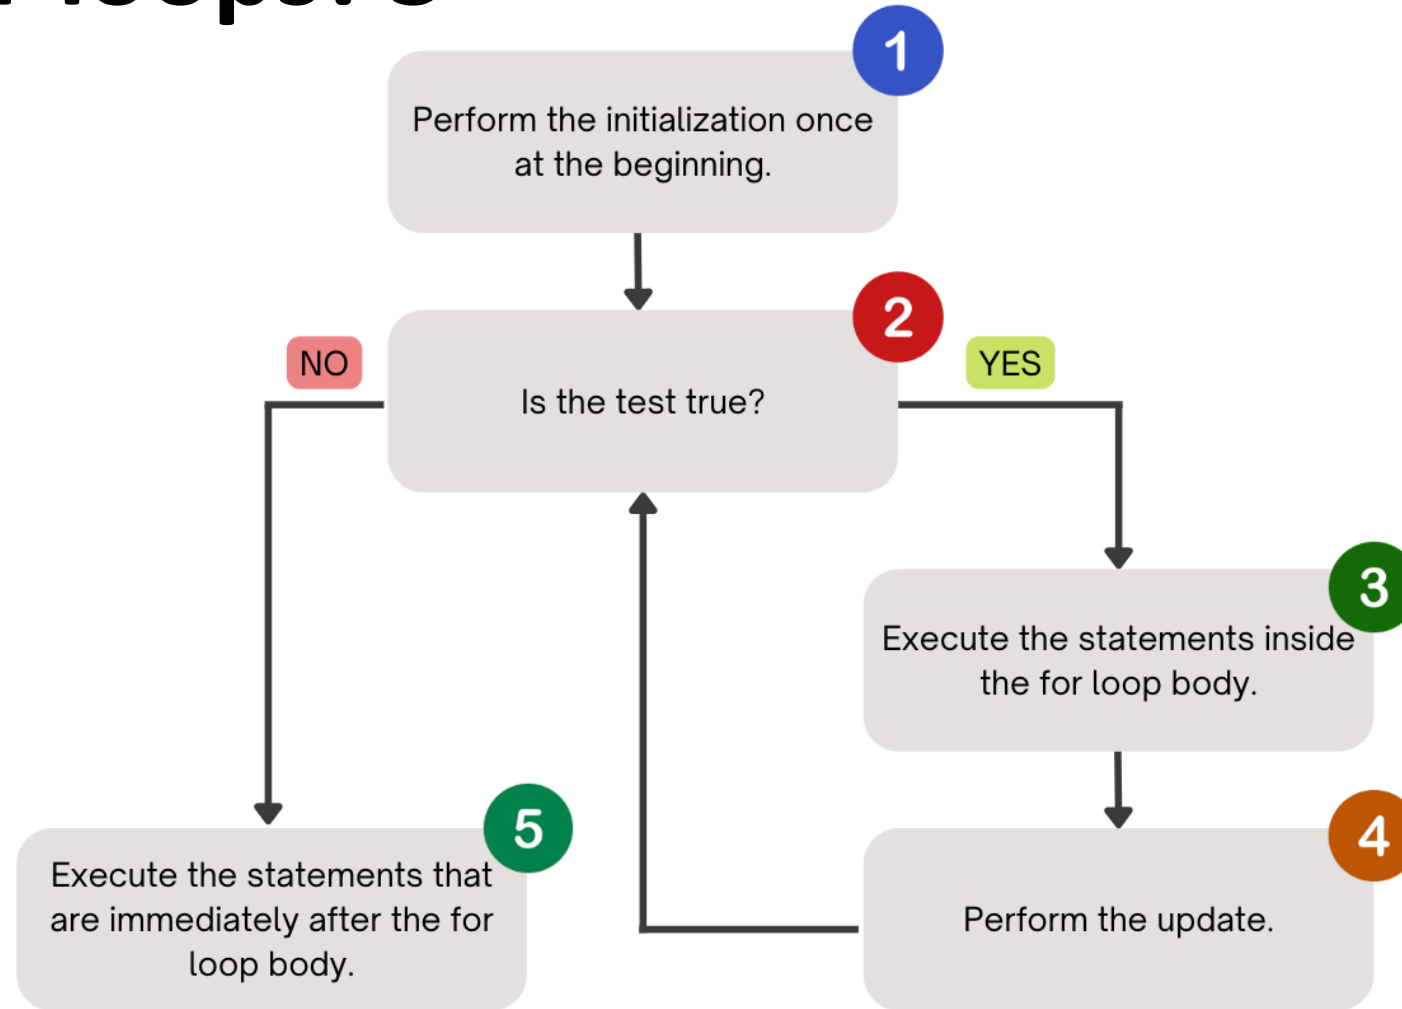 1
Perform the initialization once
at the beginning.
2
NO
YES
Is the test true?
3
Execute the statements inside
the for loop body.
5
4
Execute the statements that
are immediately after the for
loop body.
Perform the update.